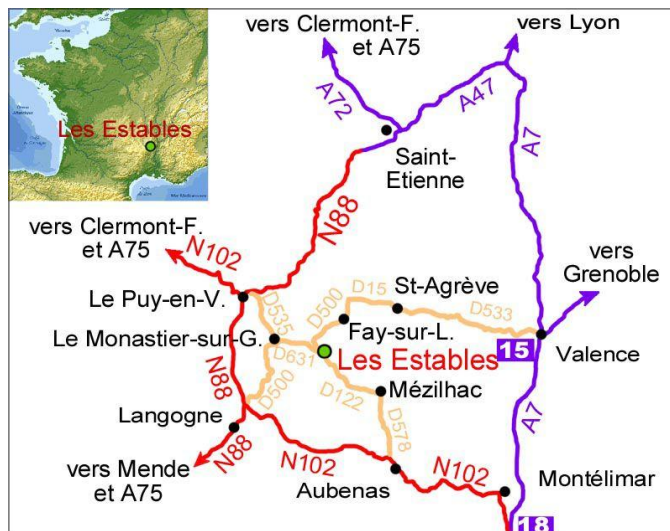 vers Clermont-F.
et A75
vers Lyon
A72
A47
A7
Les Estables
Saint-
Etienne
N88
vers Clermont-F.
et A75
N102
vers
Grenoble
Le Puy-en-V.
D535
D500
D15
St-Agrève
D533
Fay-sur-L.
Le Monastier-sur-G.
D631
Les Estables
15
Valence
N88
D500
D122
Mézilhac
A7
Langogne
D578
N88
vers Mende
et A75
N102
Aubenas
N102
Montélimar
18